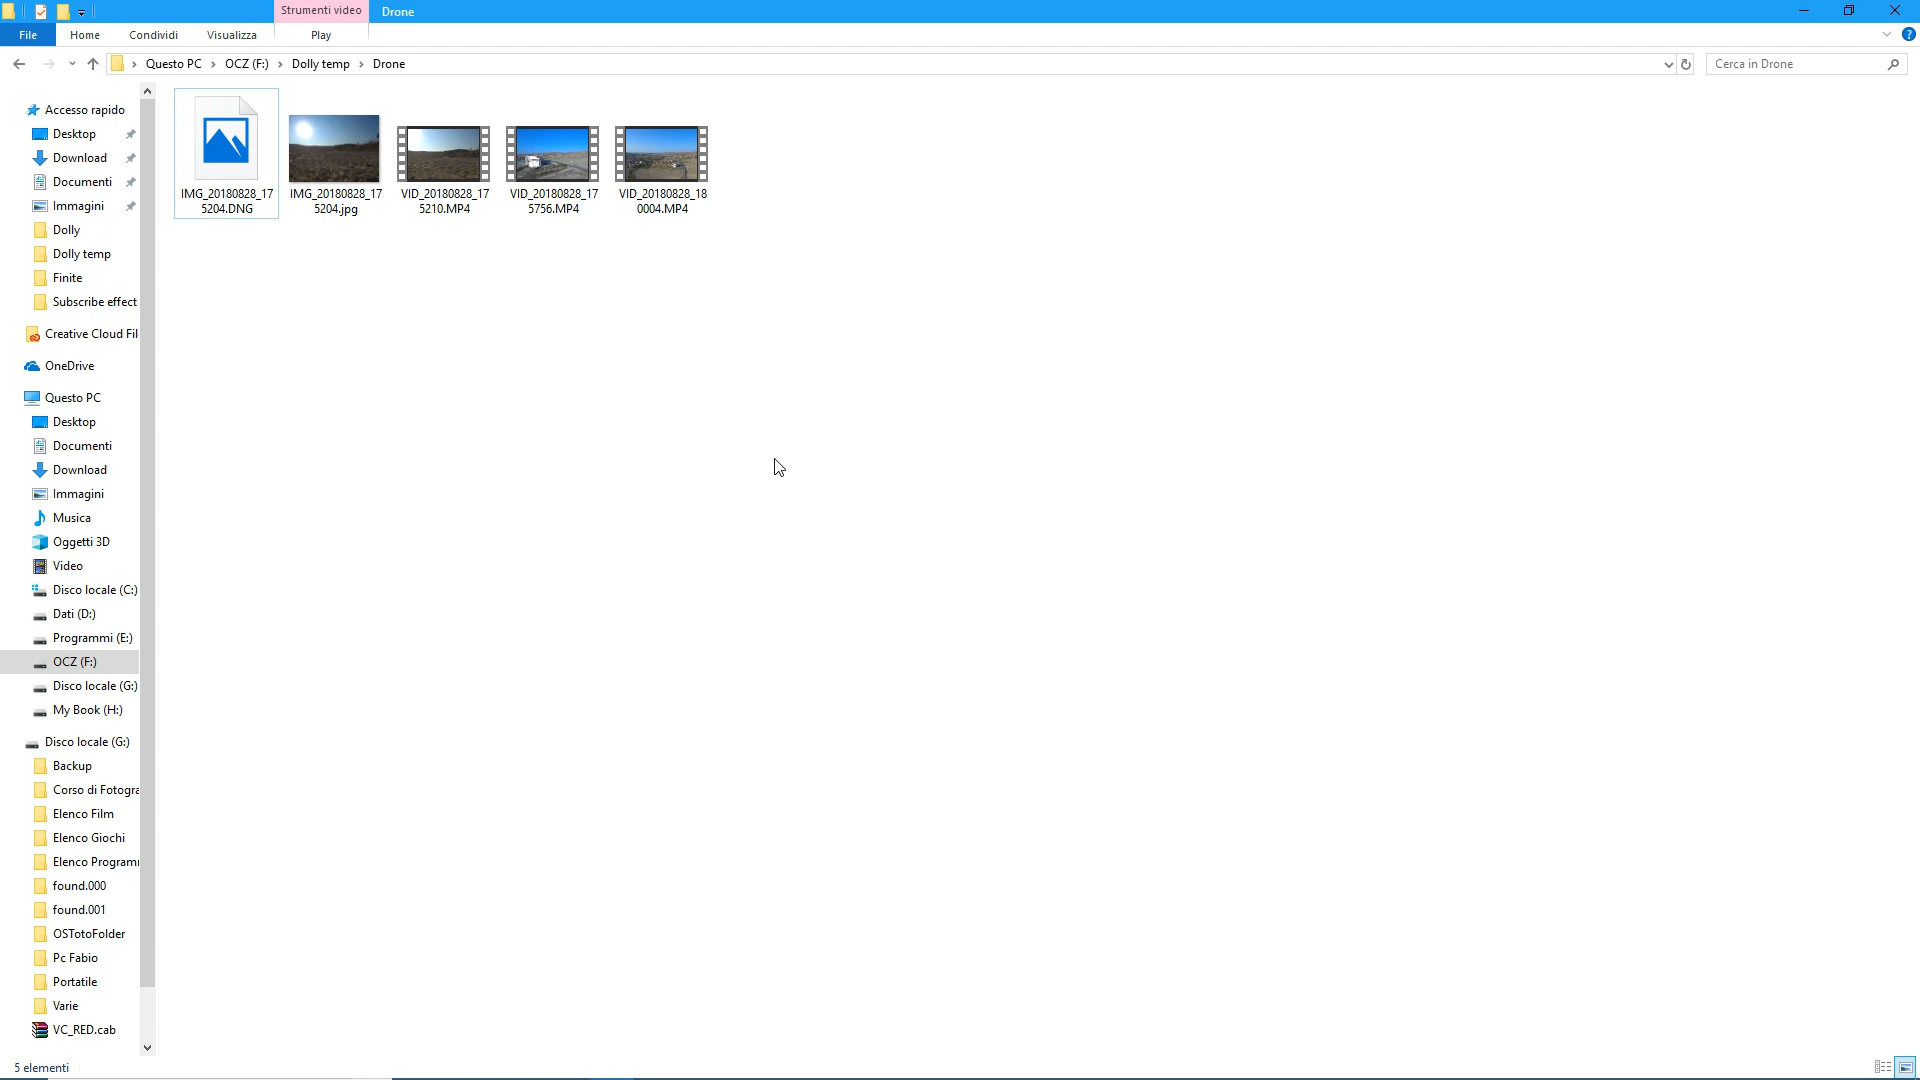 Strumenti video
Drone
File
Home
Condividi
Visualizza
Play
Questo PC
OCZ (F:)
Dolly temp
Drone
Cerca in Drone
Accesso rapido
Desktop
Download
Documenti
Immagini
Dolly
Dolly temp
Finite
Subscribe effect
Creative Cloud Fil
OneDrive
Questo PC
Desktop
Documenti
Download
Immagini
Musica
Oggetti 3D
Video
Disco locale (C:)
Dati (D:)
Programmi (E:)
OCZ (F:)
Disco locale (G:)
My Book (H:)
Disco locale (G:)
Backup
Corso di Fotogra
Elenco Film
Elenco Giochi
Elenco Program
found.000
found.001
OSTotoFolder
Pc Fabio
Portatile
Varie
VC_RED.cab
IMG_20180828_17
5204.DNG
IMG_20180828_17
5204.jpg
VID_20180828_17
5210.MP4
VID_20180828_17
5756.MP4
VID_20180828_18
0004.MP4
5 elementi